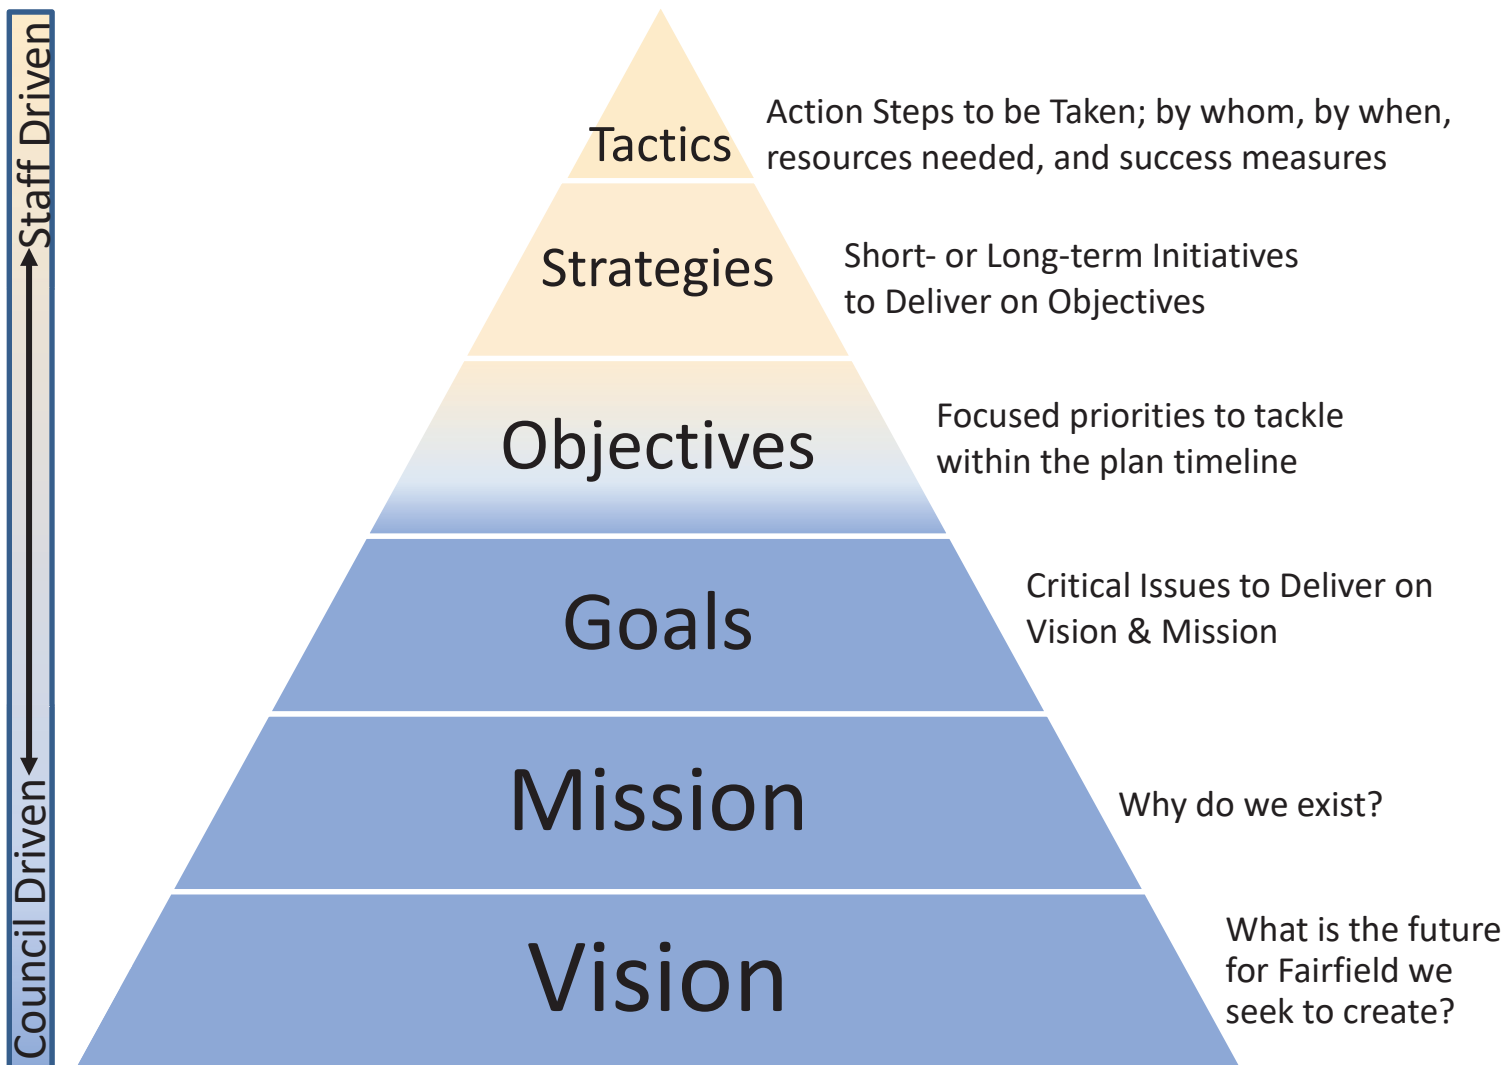 Staff Driven
Council Driven
Tactics
Action Steps to be Taken; by whom, by when,
resources needed, and success measures
Strategies
Short- or Long-term Initiatives
to Deliver on Objectives
Objectives
Focused priorities to tackle
within the plan timeline
Goals
Critical Issues to Deliver on
Vision & Mission
Mission
Why do we exist?
Vision
What is the future
for Fairfield we
seek to create?